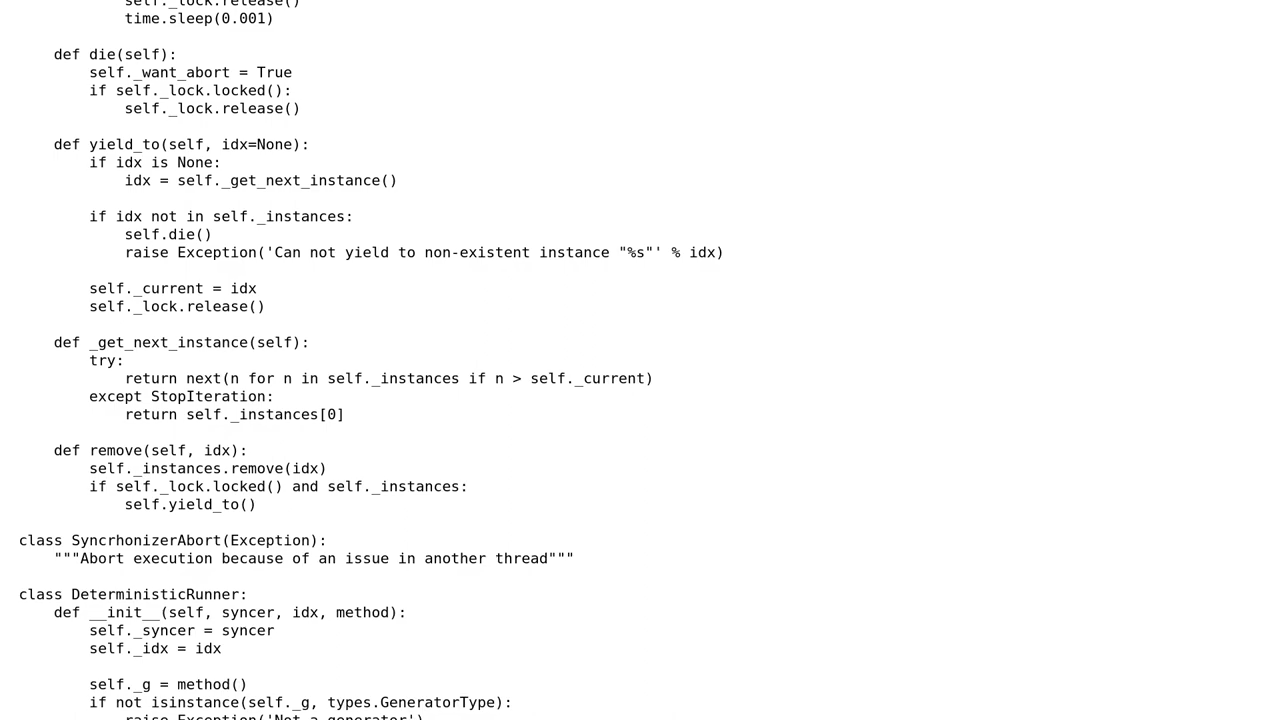 self._lock.release()
            time.sleep(0.001)

    def die(self):
        self._want_abort = True
        if self._lock.locked():
            self._lock.release()

    def yield_to(self, idx=None):
        if idx is None:
            idx = self._get_next_instance()

        if idx not in self._instances:
            self.die()
            raise Exception('Can not yield to non-existent instance "%s"' % idx)

        self._current = idx
        self._lock.release()

    def _get_next_instance(self):
        try:
            return next(n for n in self._instances if n > self._current)
        except StopIteration:
            return self._instances[0]

    def remove(self, idx):
        self._instances.remove(idx)
        if self._lock.locked() and self._instances:
            self.yield_to()

class SyncrhonizerAbort(Exception):
    """Abort execution because of an issue in another thread"""

class DeterministicRunner:
    def __init__(self, syncer, idx, method):
        self._syncer = syncer
        self._idx = idx

        self._g = method()
        if not isinstance(self._g, types.GeneratorType):
            raise Exception('Not a generator')